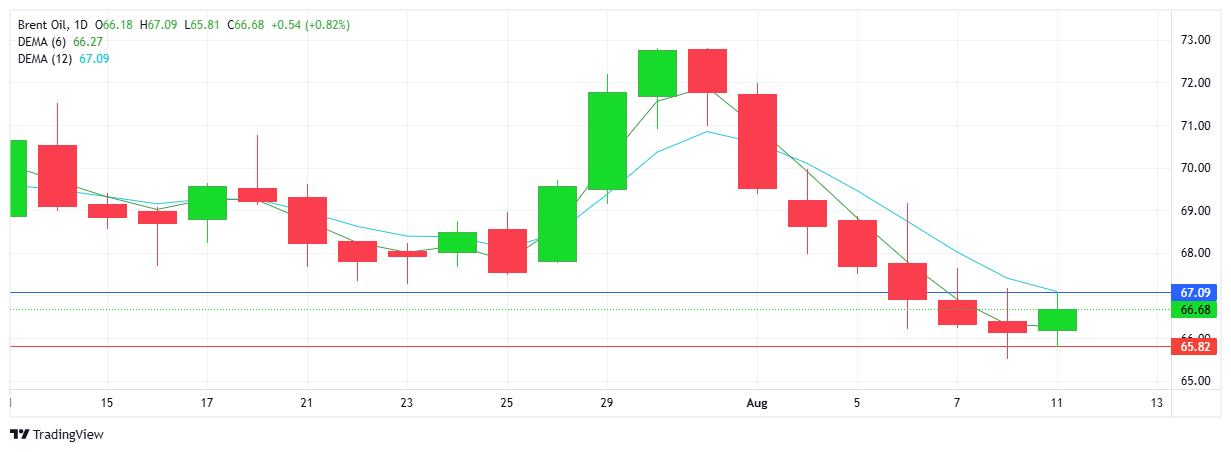 Brent Oil, 1D O66.18 H67.09 L65.81 C66.68 +0.54 (+0.82%)
DEMA (6) 66.27
DEMA (12) 67.09
73.00
72.00
71.00
70.00
69.00
68.00
67.09
66.68
65.82
65.00
15 17 21 23 25 29 Aug 5 7 11 13
TradingView